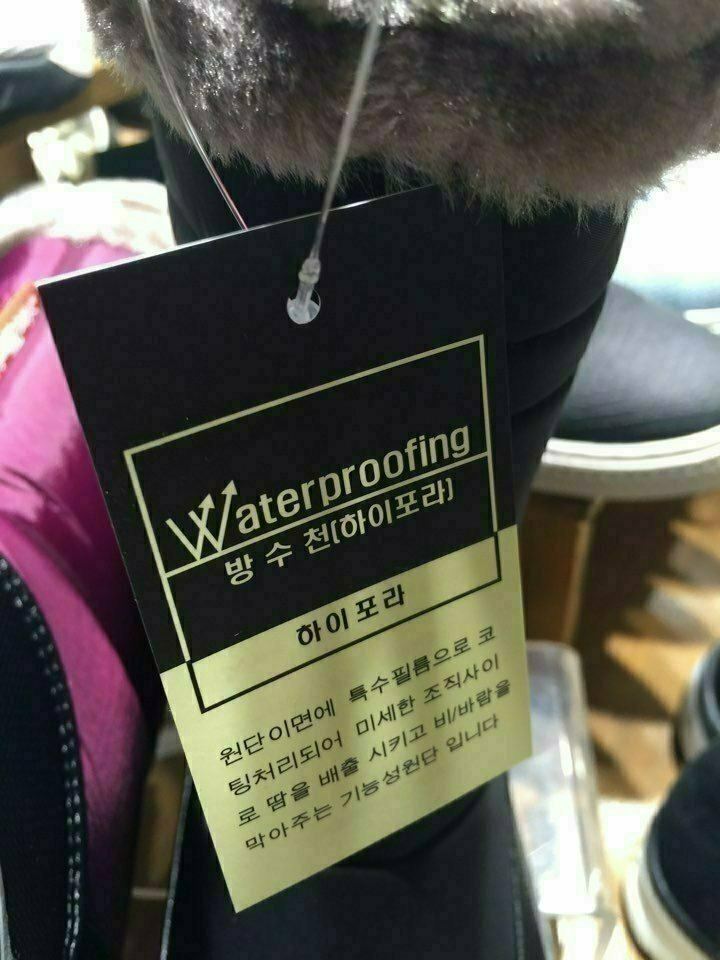 Waterproofing
방 수 천(하이포라)
하이포라
원단이면에 특수필름으로 코
팅처리되어 미세한 조직사이
로 땀을 배출 시키고 비/바람을
막아주는 기능성원단 입니다